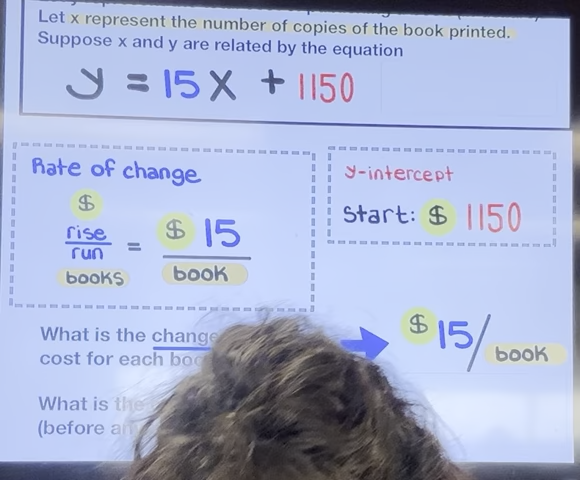 Let x represent the number of copies of the book printed.
Suppose x and y are related by the equation
y = 15x + 1150
Rate of change
$
rise
run
books
=
$ 15
book
y-intercept
Start: $ 1150
What is the change
cost for each
$15/book
What is the
(before